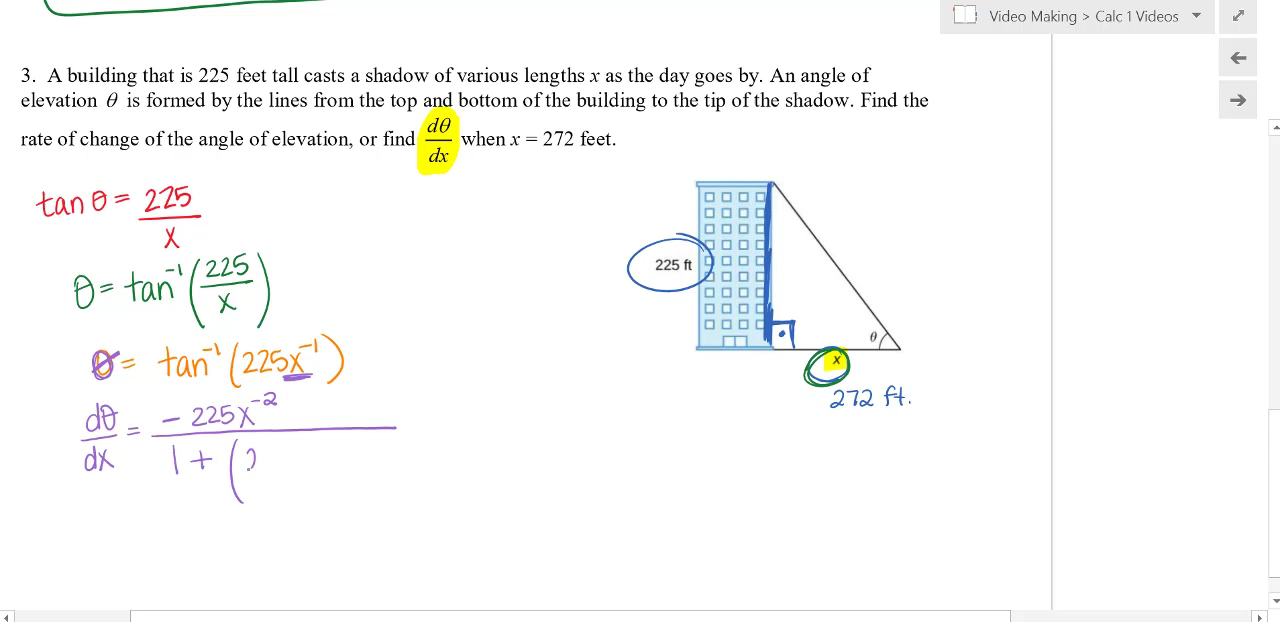 Video Making > Calc 1 Videos
3. A building that is 225 feet tall casts a shadow of various lengths x as the day goes by. An angle of
elevation θ is formed by the lines from the top and bottom of the building to the tip of the shadow. Find the
rate of change of the angle of elevation, or find dθ/dx when x = 272 feet.
tan θ = 225/x
θ = tan⁻¹(225/x)
θ = tan⁻¹(225x⁻¹)
dθ/dx = -225x⁻² / 1 + (
225 ft
θ
x
272 ft.